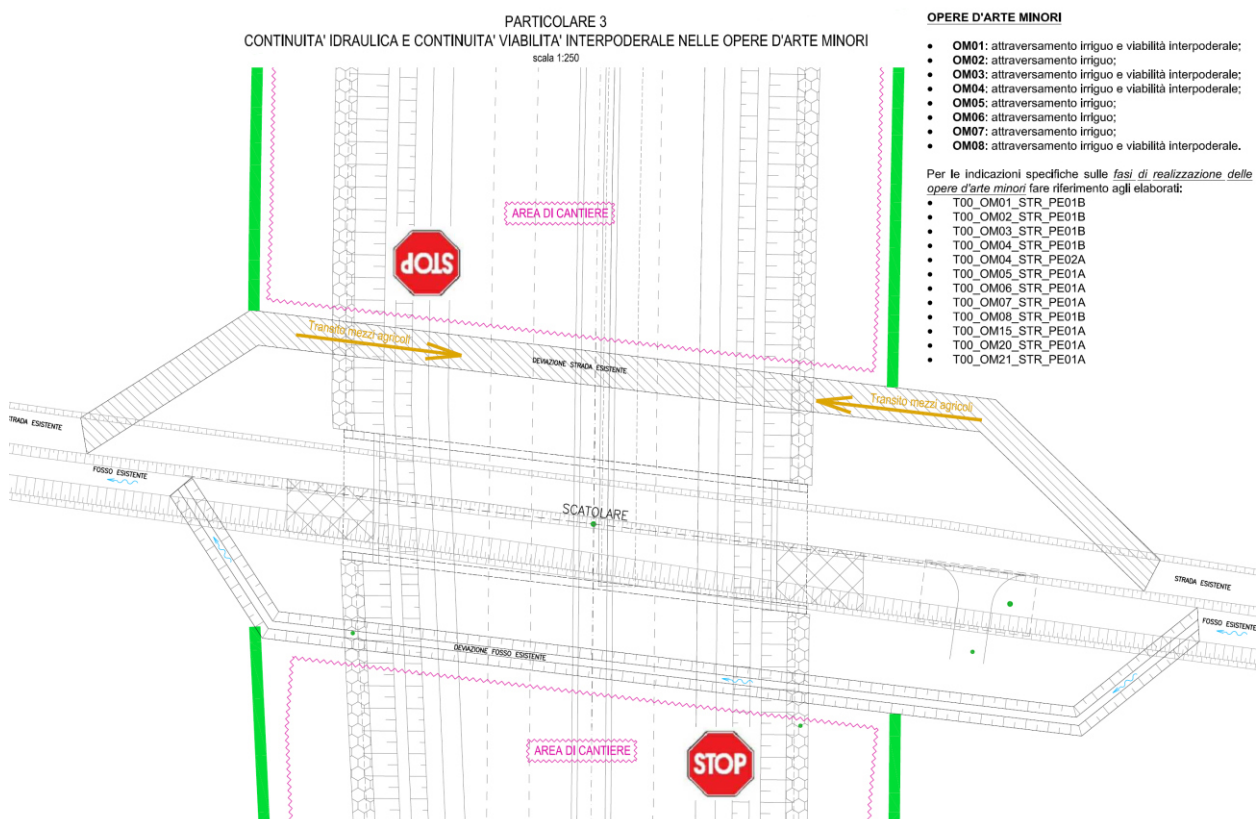 PARTICOLARE 3
CONTINUITA' IDRAULICA E CONTINUITA' VIABILITA' INTERPODERALE NELLE OPERE D'ARTE MINORI
scala 1:250
OPERE D'ARTE MINORI
• OM01: attraversamento irriguo e viabilità interpoderale;
• OM02: attraversamento irriguo;
• OM03: attraversamento irriguo e viabilità interpoderale;
• OM04: attraversamento irriguo e viabilità interpoderale;
• OM05: attraversamento irriguo;
• OM06: attraversamento irriguo;
• OM07: attraversamento irriguo;
• OM08: attraversamento irriguo e viabilità interpoderale.
Per le indicazioni specifiche sulle fasi di realizzazione delle
opere d'arte minori fare riferimento agli elaborati:
• T00_OM01_STR_PE01B
• T00_OM02_STR_PE01B
• T00_OM03_STR_PE01B
• T00_OM04_STR_PE01B
• T00_OM04_STR_PE02A
• T00_OM05_STR_PE01A
• T00_OM06_STR_PE01A
• T00_OM07_STR_PE01A
• T00_OM08_STR_PE01B
• T00_OM15_STR_PE01A
• T00_OM20_STR_PE01A
• T00_OM21_STR_PE01A
AREA DI CANTIERE
STOP
Transito mezzi agricoli
DEVIAZIONE STRADA ESISTENTE
Transito mezzi agricoli
TRADA ESISTENTE
FOSSO ESISTENTE
SCATOLARE
STRADA ESISTENTE
FOSSO ESISTENTE
DEVIAZIONE FOSSO ESISTENTE
AREA DI CANTIERE
STOP